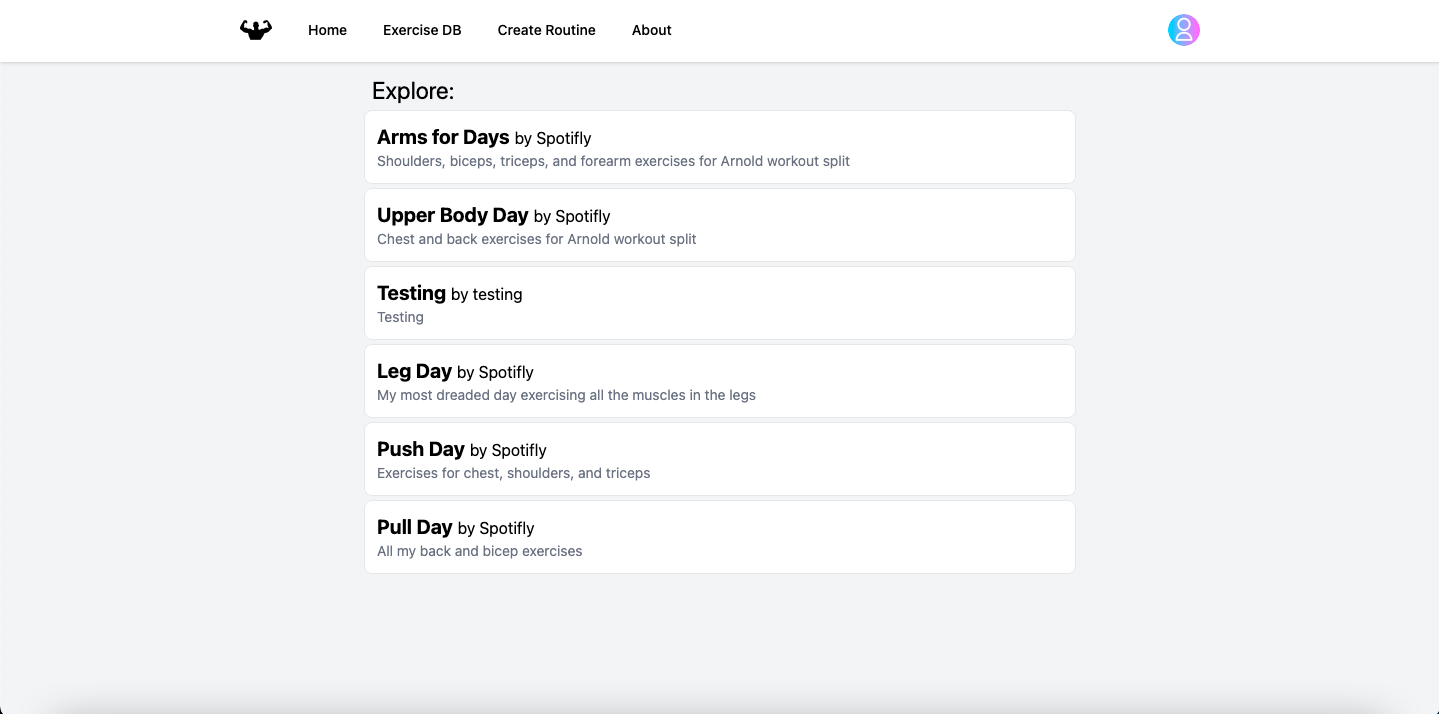 Home Exercise DB Create Routine About
Explore:
Arms for Days by Spotifly
Shoulders, biceps, triceps, and forearm exercises for Arnold workout split
Upper Body Day by Spotifly
Chest and back exercises for Arnold workout split
Testing by testing
Testing
Leg Day by Spotifly
My most dreaded day exercising all the muscles in the legs
Push Day by Spotifly
Exercises for chest, shoulders, and triceps
Pull Day by Spotifly
All my back and bicep exercises